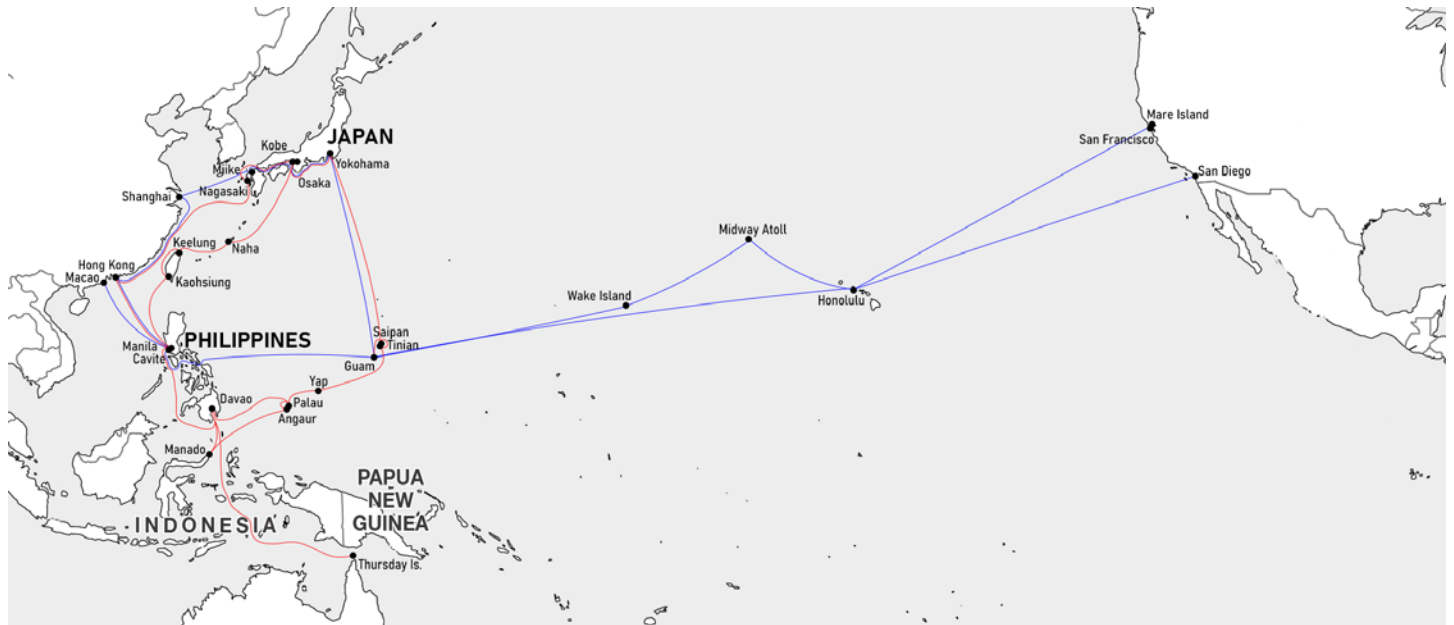 Mare Island
San Francisco
San Diego
JAPAN
Kobe
Yokohama
Miike
Osaka
Nagasaki
Shanghai
Midway Atoll
Keelung
Naha
Hong Kong
Macao
Kaohsiung
Wake Island
Honolulu
Saipan
Tinian
PHILIPPINES
Manila
Cavite
Guam
Yap
Davao
Palau
Angaur
Manado
PAPUA
NEW
GUINEA
INDONESIA
Thursday Is.